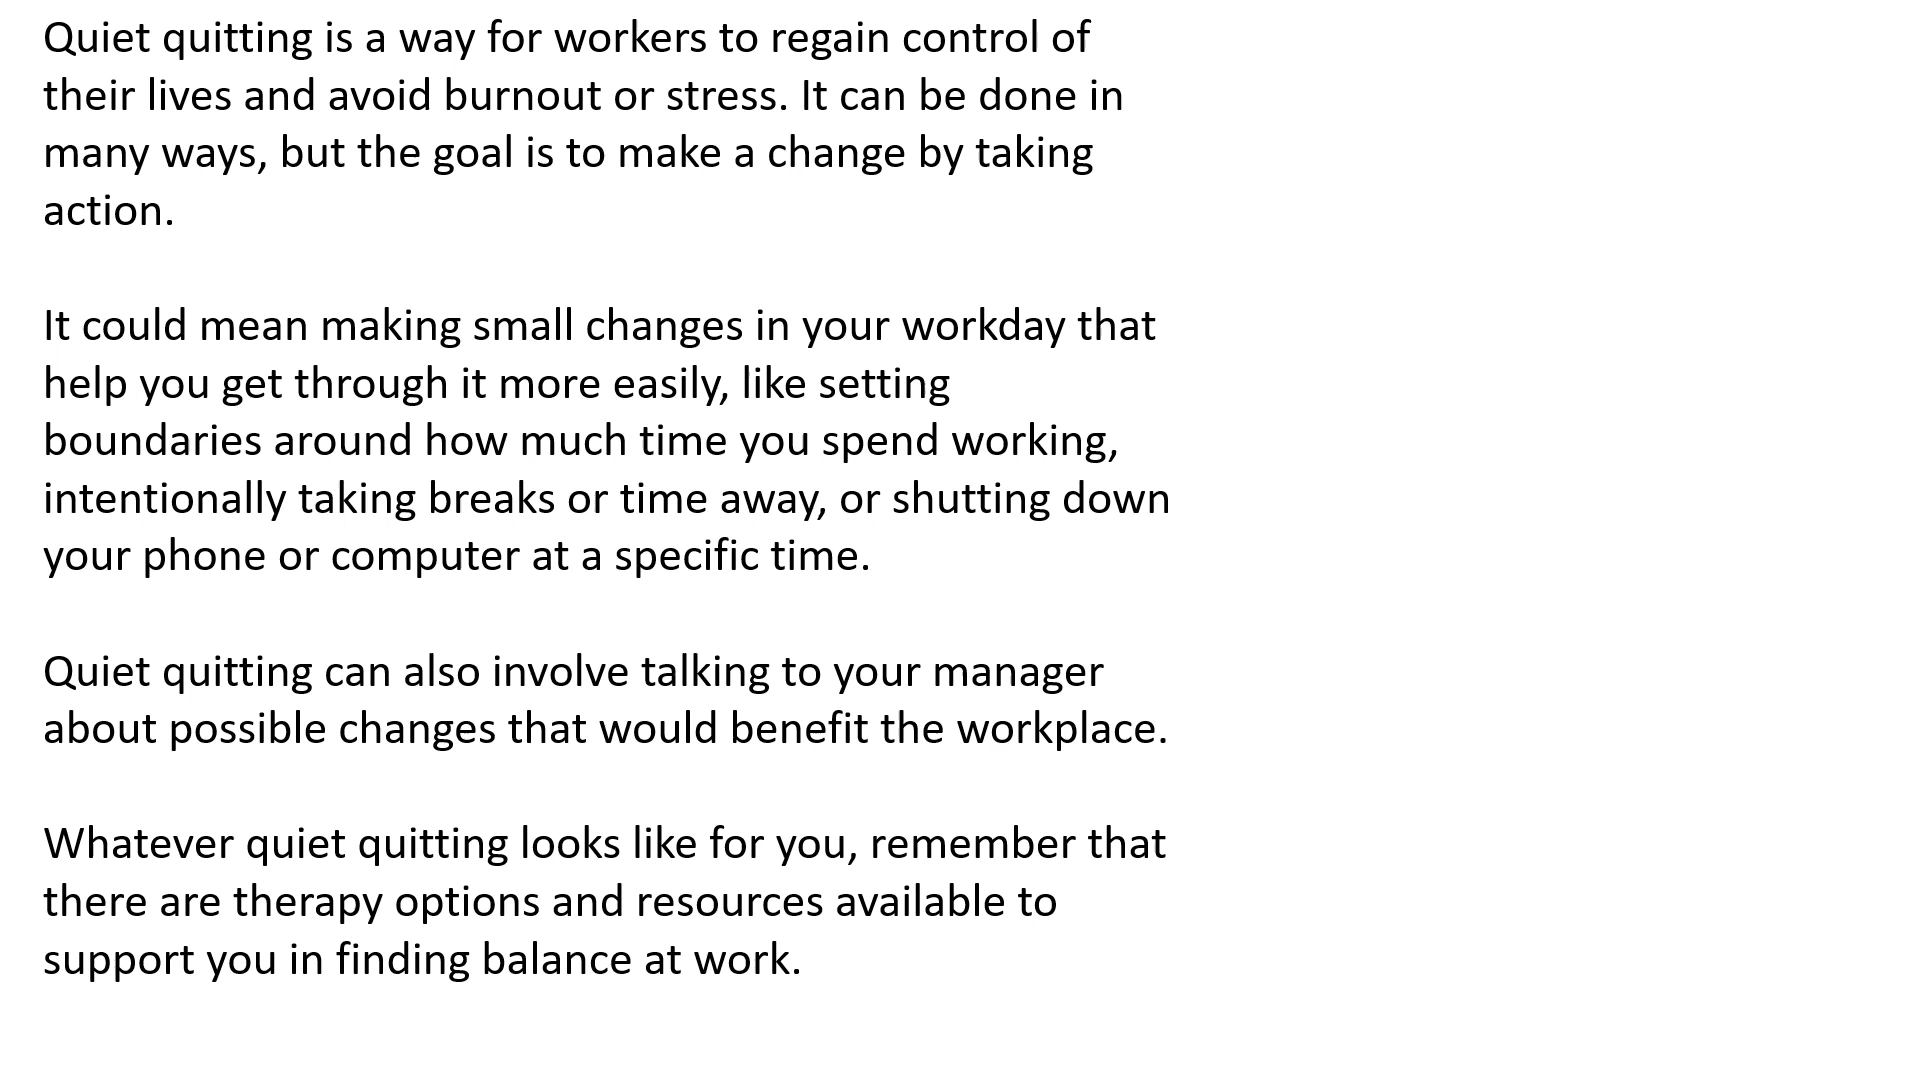 Quiet quitting is a way for workers to regain control of
their lives and avoid burnout or stress. It can be done in
many ways, but the goal is to make a change by taking
action.
It could mean making small changes in your workday that
help you get through it more easily, like setting
boundaries around how much time you spend working,
intentionally taking breaks or time away, or shutting down
your phone or computer at a specific time.
Quiet quitting can also involve talking to your manager
about possible changes that would benefit the workplace.
Whatever quiet quitting looks like for you, remember that
there are therapy options and resources available to
support you in finding balance at work.